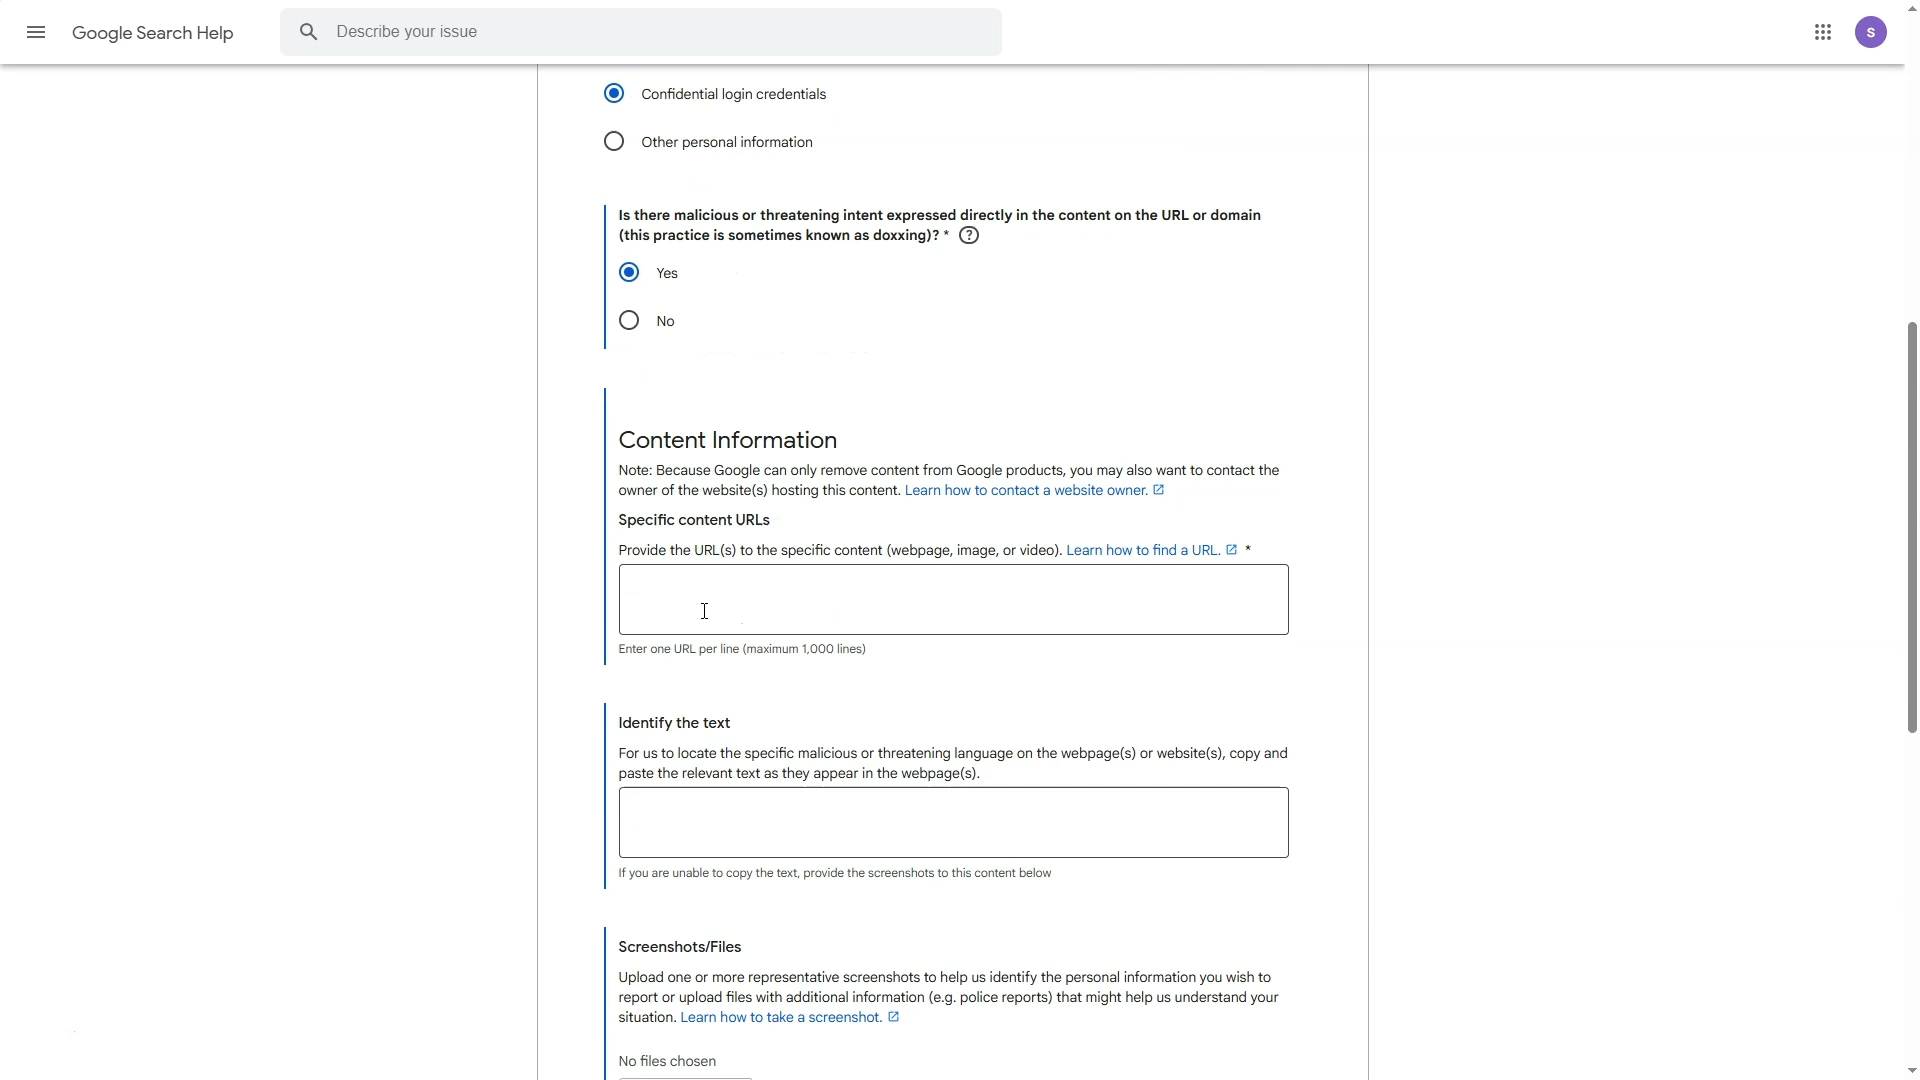 Google Search Help
Describe your issue
S
Confidential login credentials
Other personal information
Is there malicious or threatening intent expressed directly in the content on the URL or domain
(this practice is sometimes known as doxxing)? * ?
Yes
No
Content Information
Note: Because Google can only remove content from Google products, you may also want to contact the
owner of the website(s) hosting this content. Learn how to contact a website owner.
Specific content URLs
Provide the URL(s) to the specific content (webpage, image, or video). Learn how to find a URL. *
Enter one URL per line (maximum 1,000 lines)
Identify the text
For us to locate the specific malicious or threatening language on the webpage(s) or website(s), copy and
paste the relevant text as they appear in the webpage(s).
If you are unable to copy the text, provide the screenshots to this content below
Screenshots/Files
Upload one or more representative screenshots to help us identify the personal information you wish to
report or upload files with additional information (e.g. police reports) that might help us understand your
situation. Learn how to take a screenshot.
No files chosen